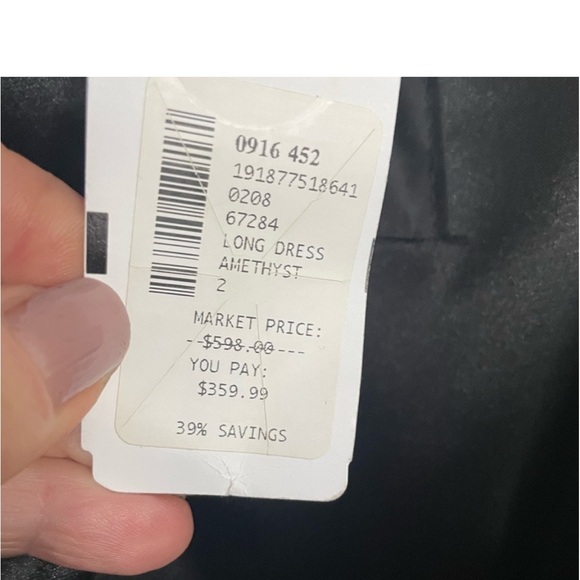 0916 452
191877518641
0208
67284
LONG DRESS
AMETHYST
2
MARKET PRICE:
--$598.00---
YOU PAY:
$359.99
39% SAVINGS